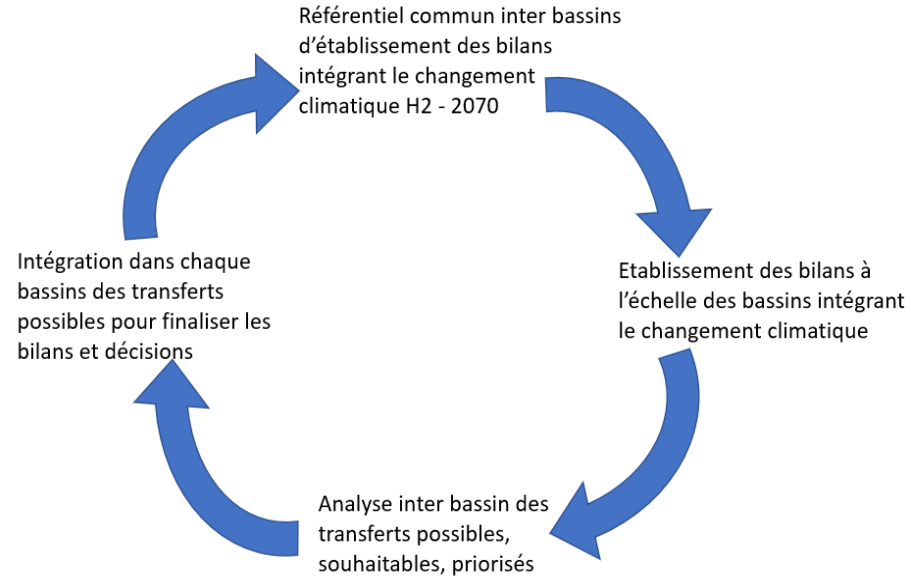 Référentiel commun inter bassins
d'établissement des bilans
intégrant le changement
climatique H2 - 2070
Etablissement des bilans à
l'échelle des bassins intégrant
le changement climatique
Analyse inter bassin des
transferts possibles,
souhaitables, priorisés
Intégration dans chaque
bassins des transferts
possibles pour finaliser les
bilans et décisions